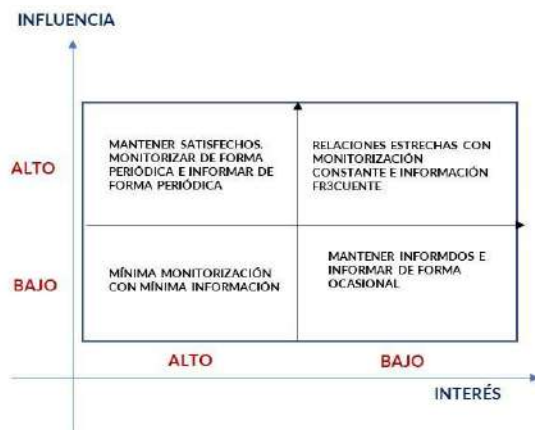 INFLUENCIA
ALTO
MANTENER SATISFECHOS.
MONITORIZAR DE FORMA
PERIÓDICA E INFORMAR DE
FORMA PERIÓDICA
RELACIONES ESTRECHAS CON
MONITORIZACIÓN
CONSTANTE E INFORMACIÓN
FR3CUENTE
BAJO
MÍNIMA MONITORIZACIÓN
CON MÍNIMA INFORMACIÓN
MANTENER INFORMDOS E
INFORMAR DE FORMA
OCASIONAL
ALTO
BAJO
INTERÉS